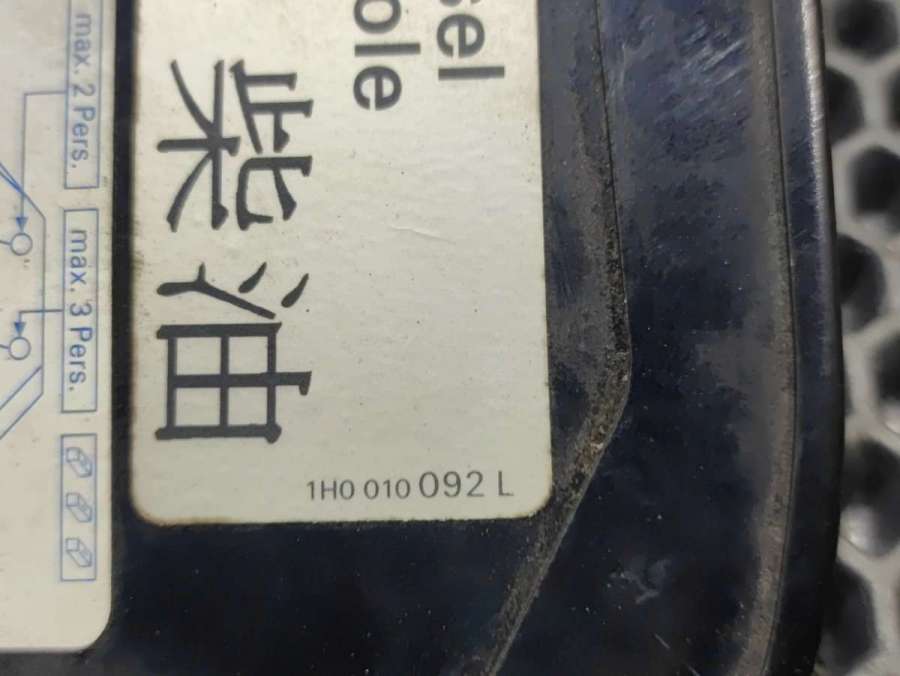 sel
ole
柴油
1H0 010 092 L
max. 2 Pers.
max. 3 Pers.